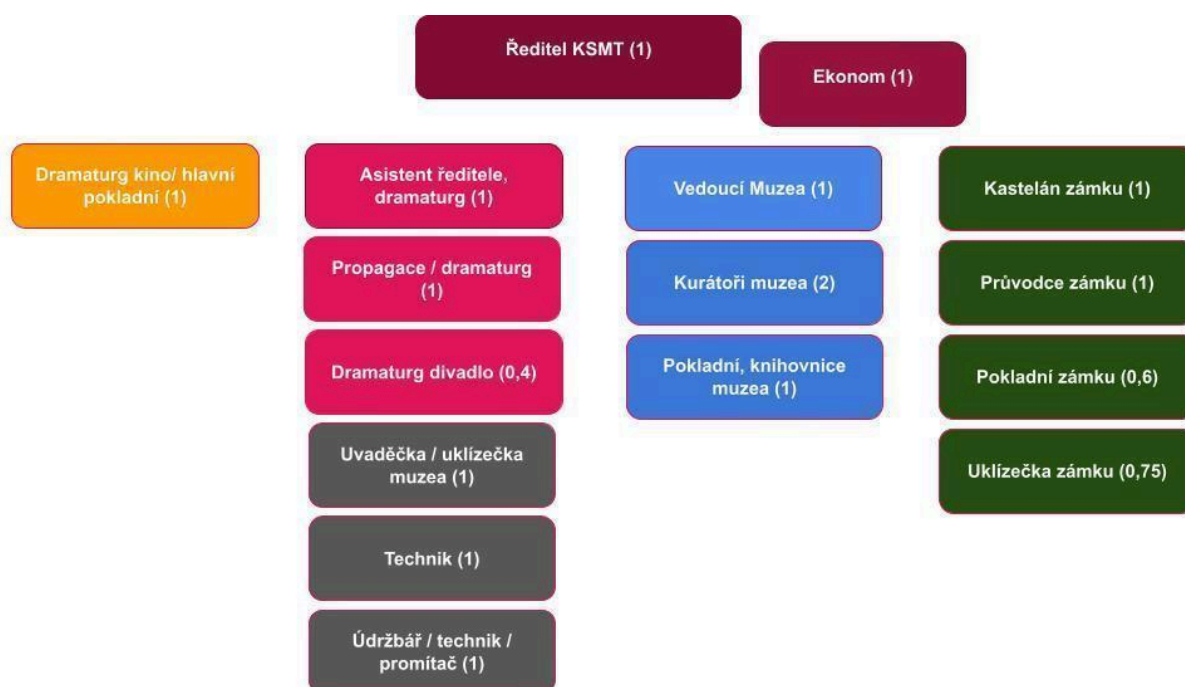 Ředitel KSMT (1)
Ekonom (1)
Dramaturg kino/ hlavní
pokladní (1)
Asistent ředitele,
dramaturg (1)
Propagace / dramaturg
(1)
Dramaturg divadlo (0,4)
Uvaděčka / uklízečka
muzea (1)
Technik (1)
Údržbář / technik /
promítač (1)
Vedoucí Muzea (1)
Kurátoři muzea (2)
Pokladní, knihovnice
muzea (1)
Kastelán zámku (1)
Průvodce zámku (1)
Pokladní zámku (0,6)
Uklízečka zámku (0,75)